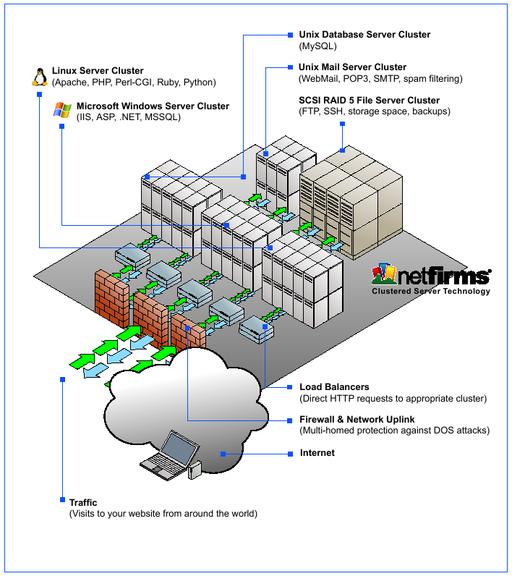 Unix Database Server Cluster
(MySQL)
Linux Server Cluster
(Apache, PHP, Perl-CGI, Ruby, Python)
Unix Mail Server Cluster
(WebMail, POP3, SMTP, spam filtering)
Microsoft Windows Server Cluster
(IIS, ASP, .NET, MSSQL)
SCSI RAID 5 File Server Cluster
(FTP, SSH, storage space, backups)
netfirms®
Clustered Server Technology
Load Balancers
(Direct HTTP requests to appropriate cluster)
Firewall & Network Uplink
(Multi-homed protection against DOS attacks)
Internet
Traffic
(Visits to your website from around the world)